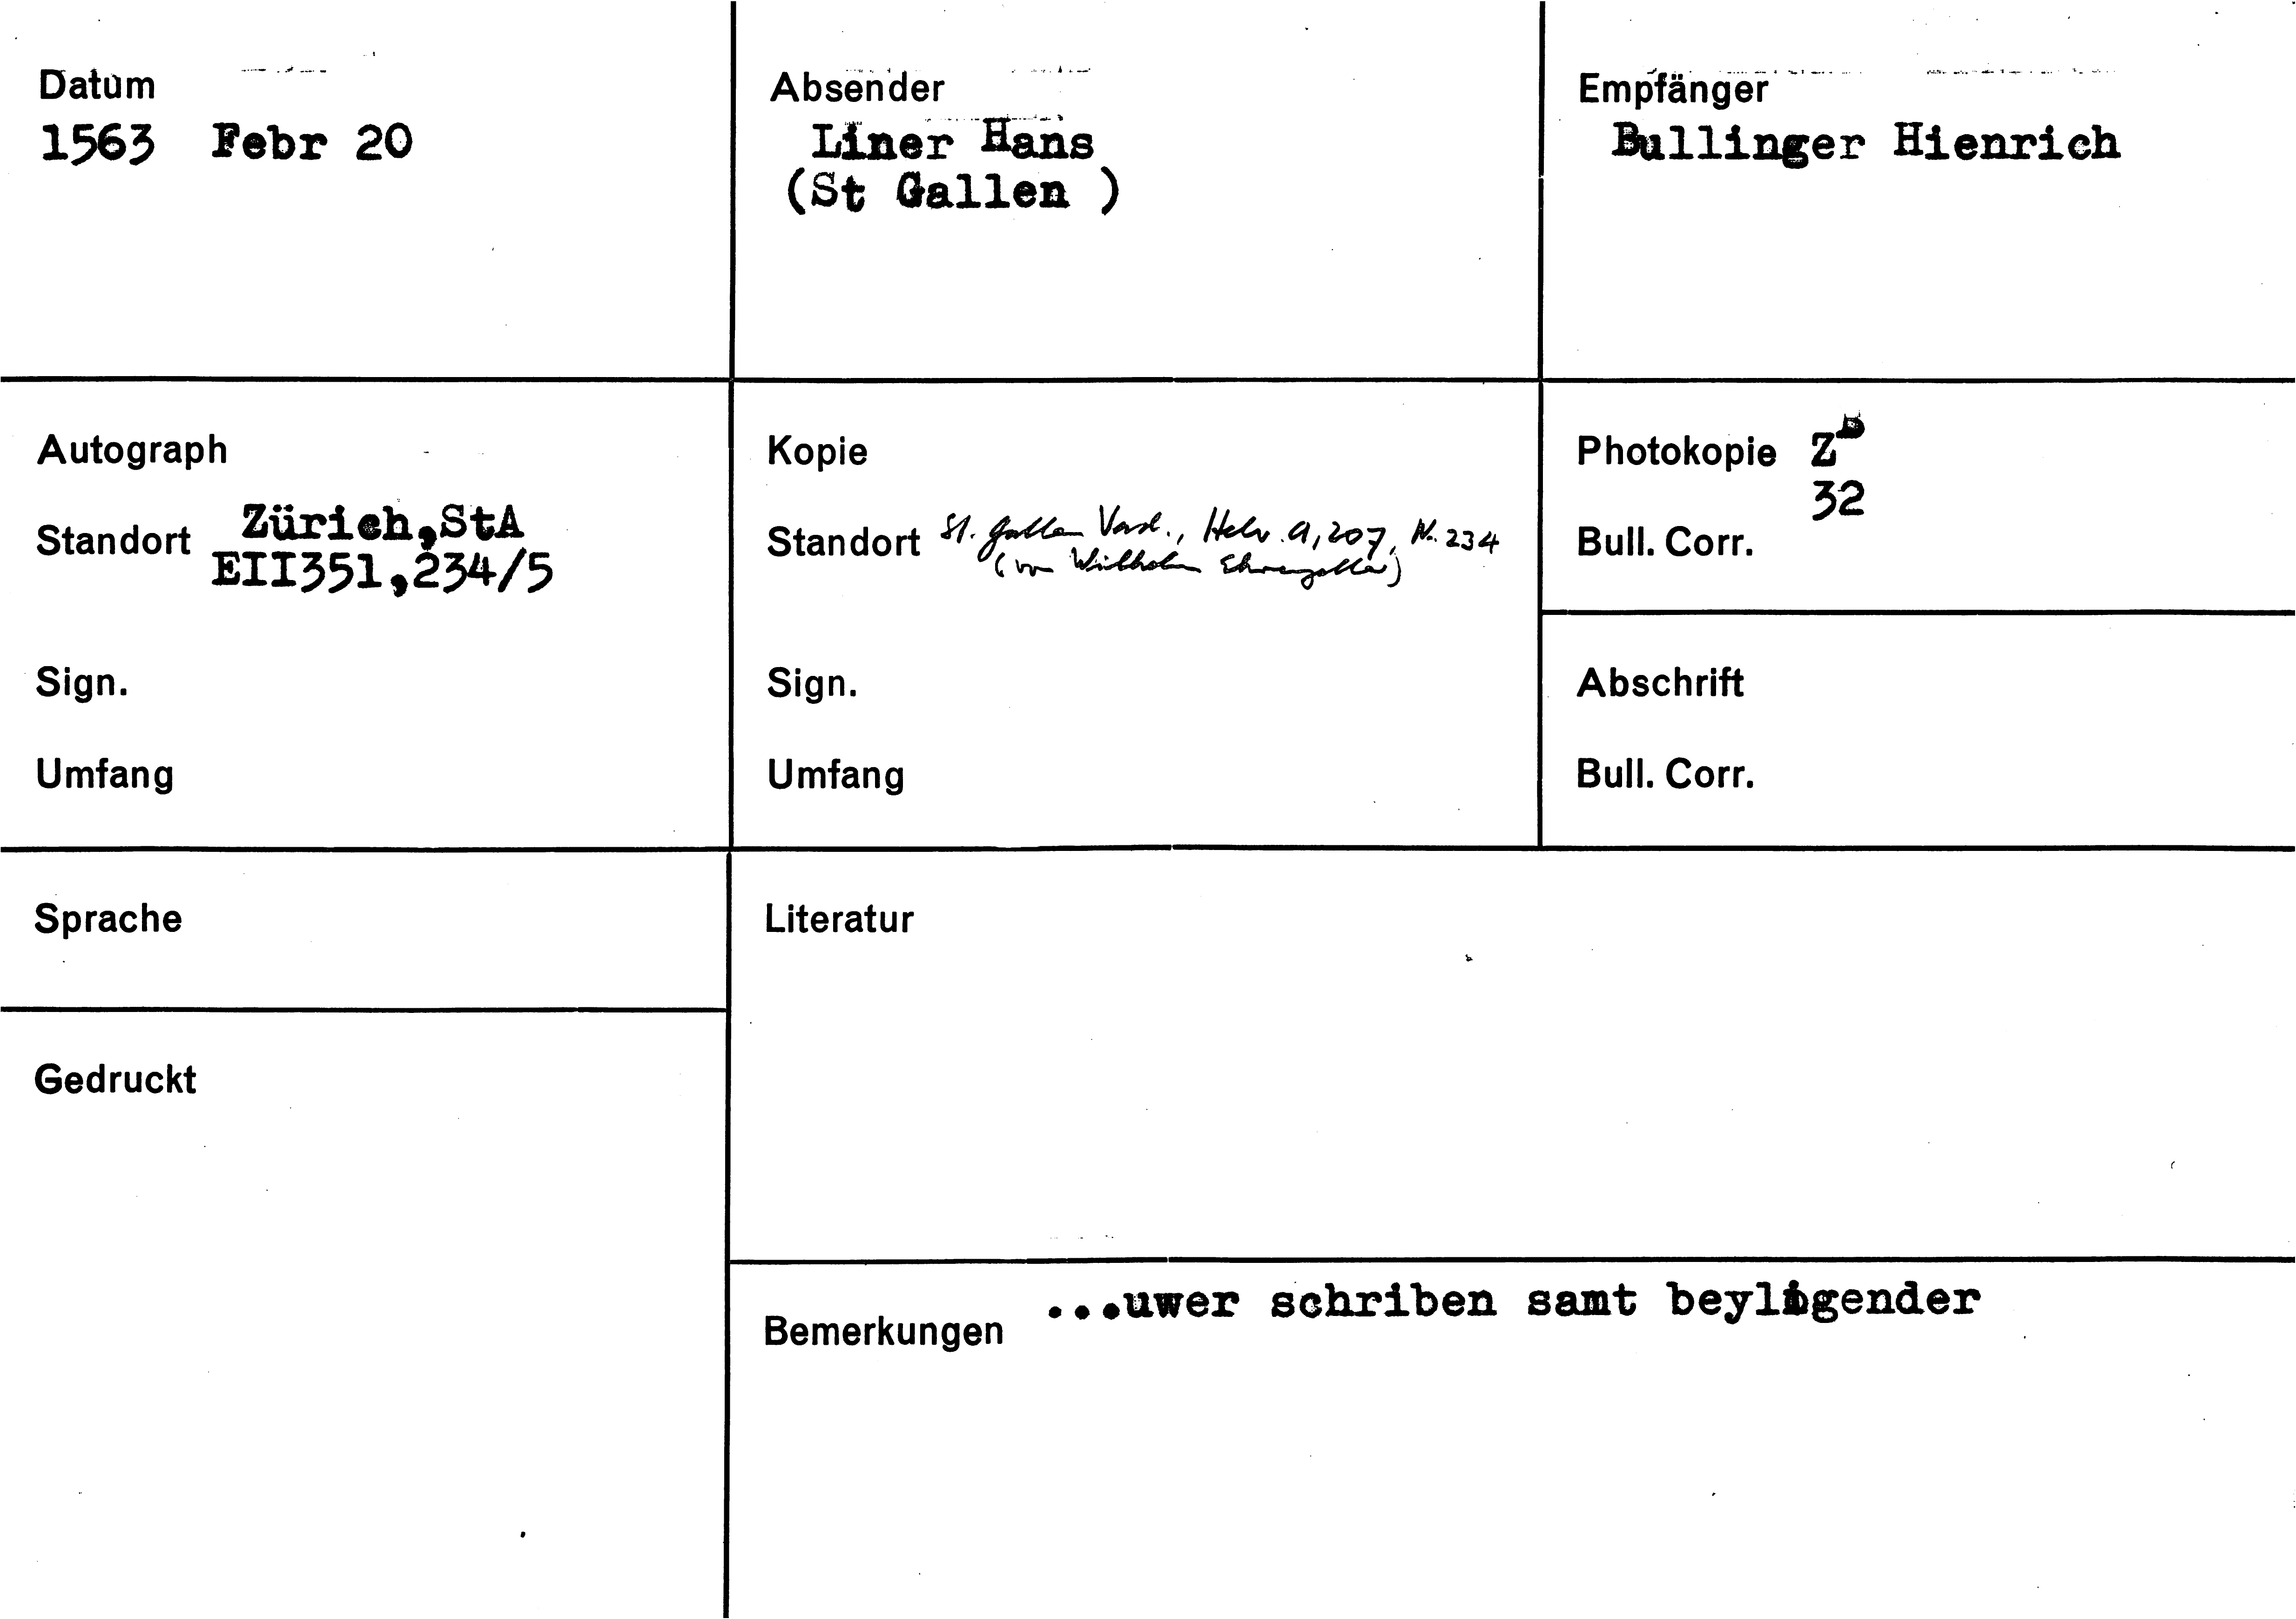 Datum
1563 Febr 20
Absender
Liner Hans
(St Gallen )
Empfänger
Bullinger Hienrich
Autograph
Standort Zürich,StA
EII351,234/5
Sign.
Umfang
Kopie
Standort St. Gallen Vad., Helv. a, 207, N. 234
(von Wilhelm Ehrenzeller)
Sign.
Umfang
Photokopie Z
32
Bull. Corr.
Abschrift
Bull. Corr.
Sprache
Gedruckt
Literatur
Bemerkungen ...uwer schriben samt beyligender